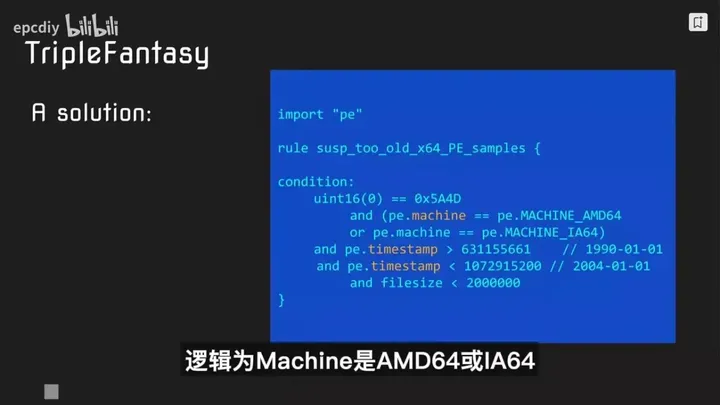 epcdiy bilibili
TripleFantasy
A solution:
import "pe"
rule susp_too_old_x64_PE_samples {
condition:
uint16(0) == 0x5A4D
and (pe.machine == pe.MACHINE_AMD64
or pe.machine == pe.MACHINE_IA64)
and pe.timestamp > 631155661 // 1990-01-01
and pe.timestamp < 1072915200 // 2004-01-01
and filesize < 2000000
}
逻辑为Machine是AMD64或IA64